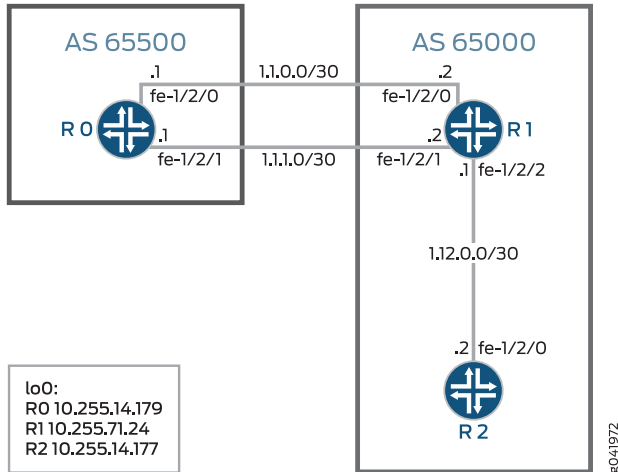 AS 65500
AS 65000
.1
1.1.0.0/30
.2
fe-1/2/0
fe-1/2/0
R 0
R 1
.1
.2
fe-1/2/1
1.1.1.0/30
fe-1/2/1
.1
fe-1/2/2
1.12.0.0/30
.2
fe-1/2/0
R 2
lo0:
R0 10.255.14.179
R1 10.255.71.24
R2 10.255.14.177
g041972